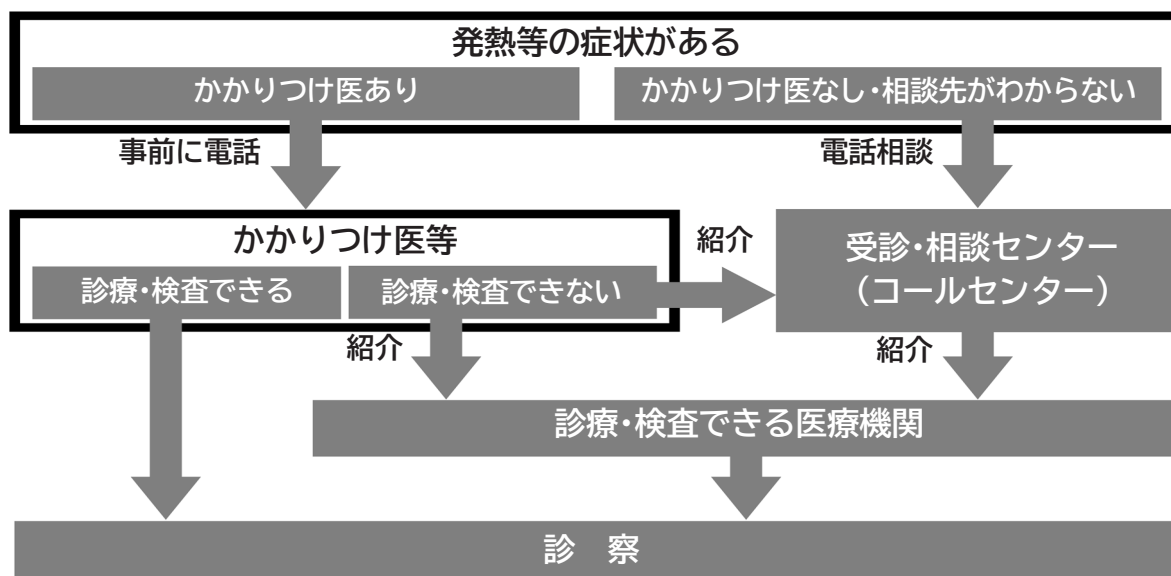 発熱等の症状がある
かかりつけ医あり
かかりつけ医なし・相談先がわからない
事前に電話
電話相談
かかりつけ医等
診療・検査できる
診療・検査できない
紹介
受診・相談センター
（コールセンター）
紹介
紹介
診療・検査できる医療機関
診　察